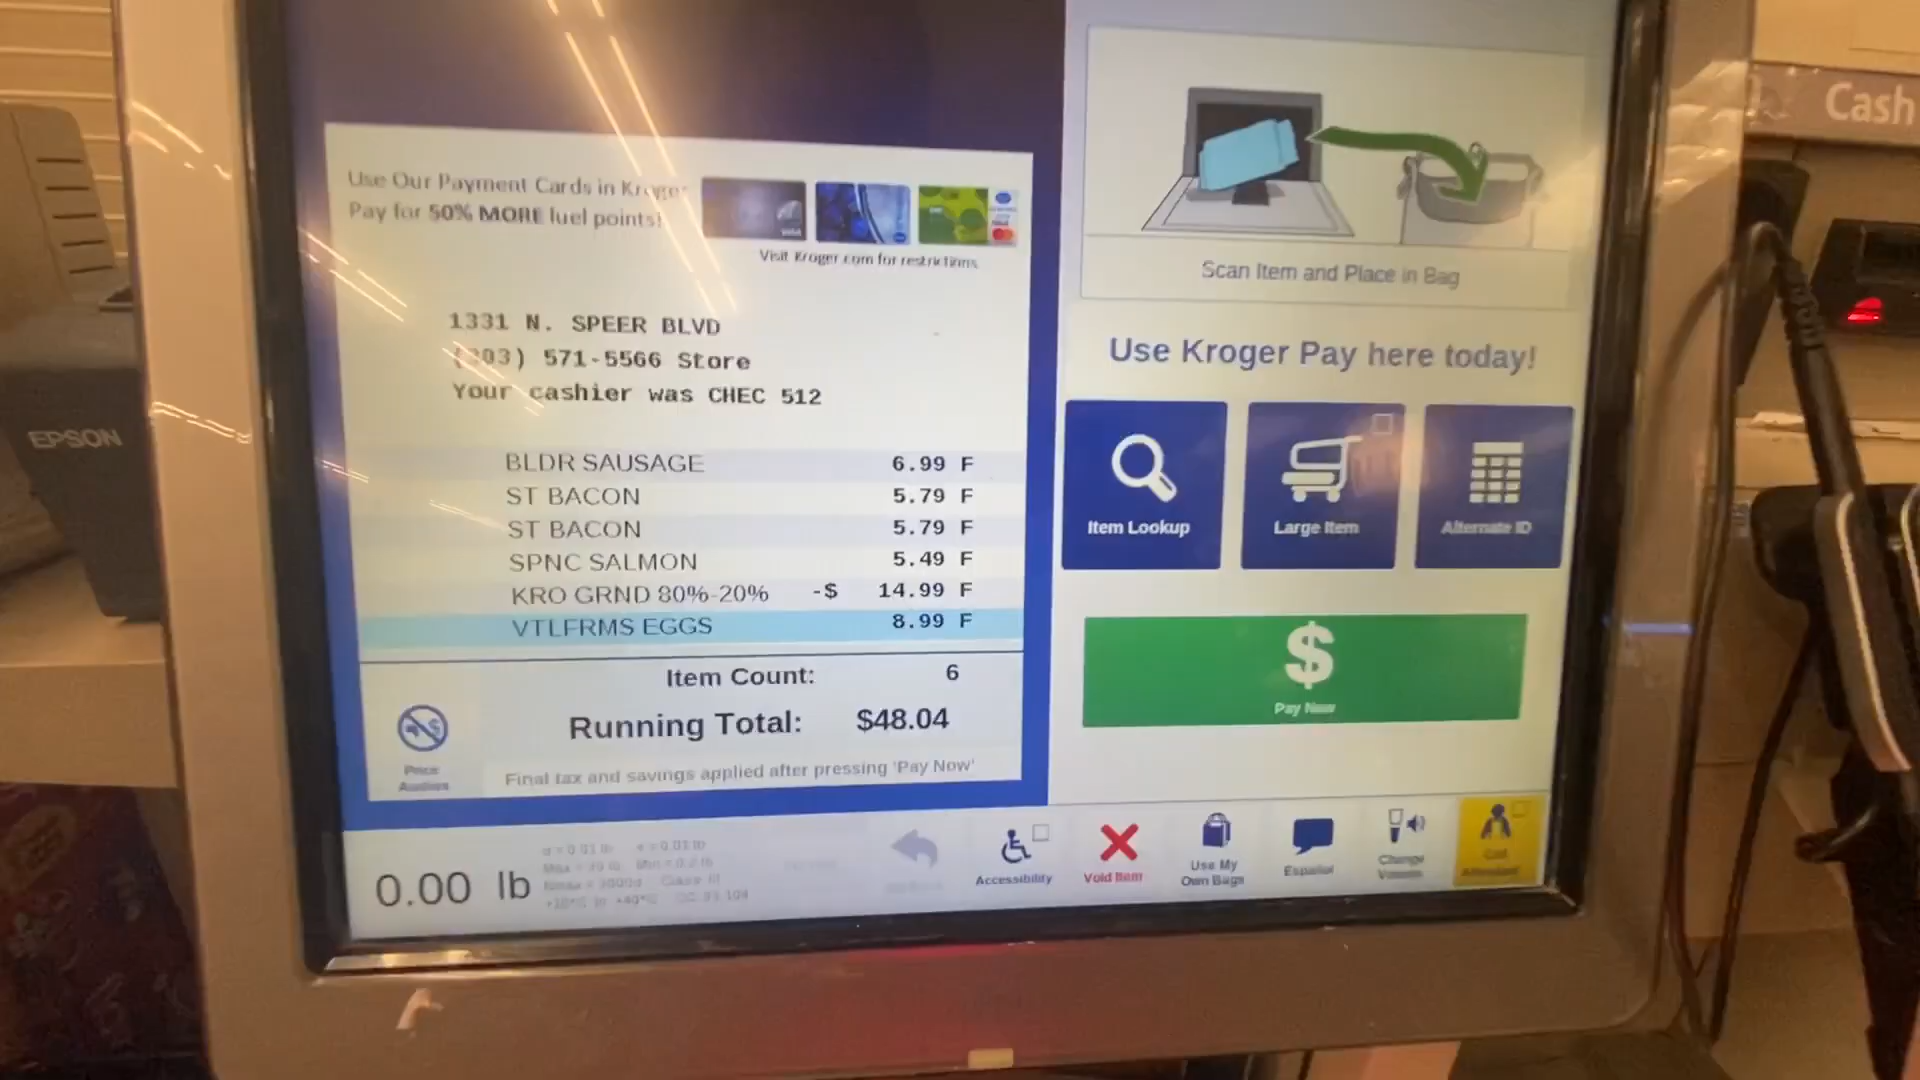 Cash
EPSON
Use Our Payment Cards in Kroger
Pay for 50% MORE fuel points!
Visit Kroger.com for restrictions.
1331 N. SPEER BLVD
(303) 571-5566 Store
Your cashier was CHEC 512
BLDR SAUSAGE 6.99 F
ST BACON 5.79 F
ST BACON 5.79 F
SPNC SALMON 5.49 F
KRO GRND 80%-20% -$ 14.99 F
VTLFRMS EGGS 8.99 F
Item Count: 6
Running Total: $48.04
Final tax and savings applied after pressing 'Pay Now'
Scan Item and Place in Bag
Use Kroger Pay here today!
Item Lookup
Large Item
Alternate ID
$
Pay Now
0.00 lb
Accessibility
Void Item
Use My
Own Bags
Español
Change
Volume
Call
Attendant